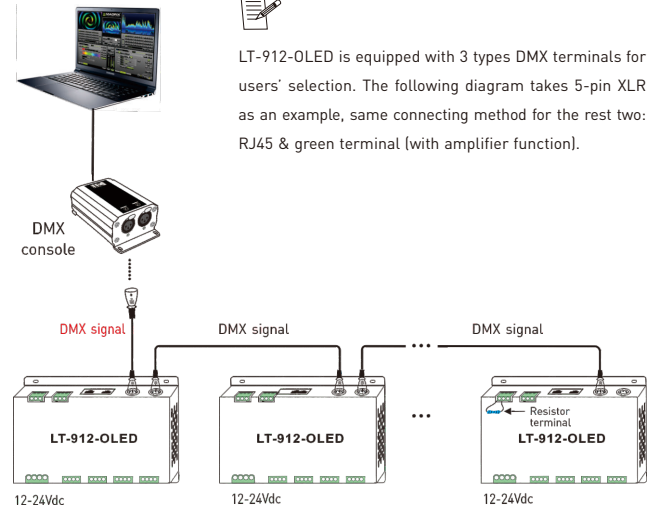 LT-912-OLED is equipped with 3 types DMX terminals for
users' selection. The following diagram takes 5-pin XLR
as an example, same connecting method for the rest two:
RJ45 & green terminal (with amplifier function).
DMX
console
DMX signal
DMX signal
DMX signal
Resistor
terminal
LT-912-OLED
LT-912-OLED
LT-912-OLED
12-24Vdc
12-24Vdc
12-24Vdc